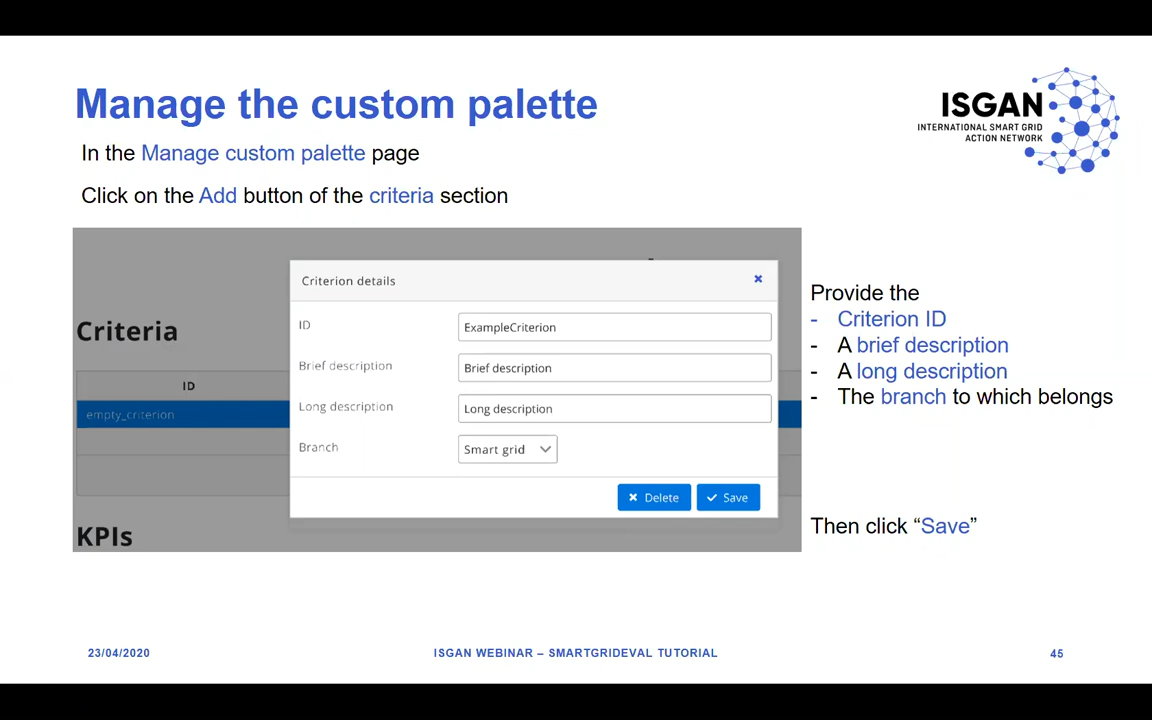 Manage the custom palette
ISGAN
INTERNATIONAL SMART GRID
ACTION NETWORK
In the Manage custom palette page
Click on the Add button of the criteria section
Criterion details
ID
ExampleCriterion
Brief description
Brief description
Long description
Long description
Branch
Smart grid
Delete
Save
Criteria
ID
empty_criterion
KPIs
Provide the
- Criterion ID
- A brief description
- A long description
- The branch to which belongs
Then click “Save”
23/04/2020
ISGAN WEBINAR – SMARTGRIDEVAL TUTORIAL
45